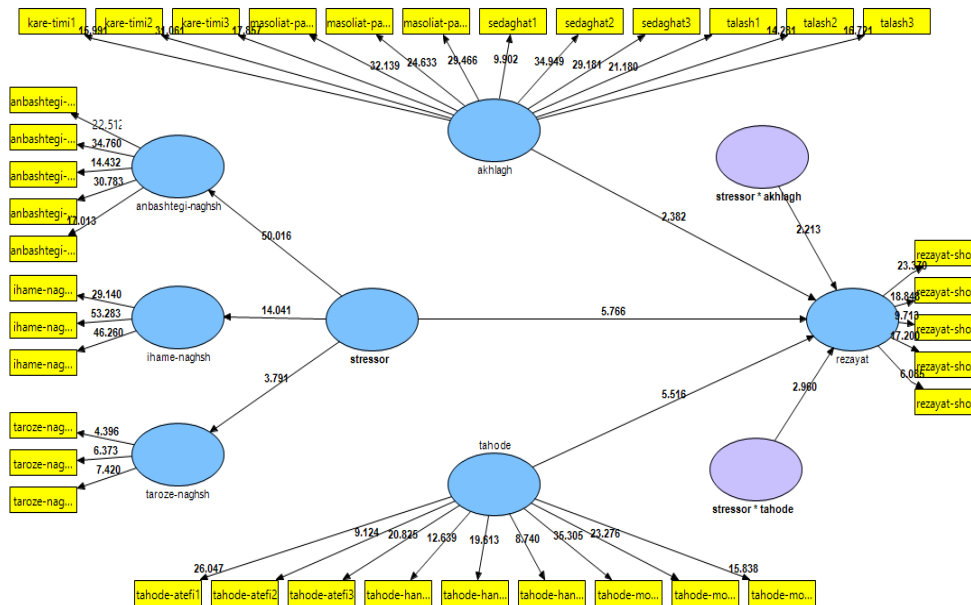 kare-timi1 kare-timi2 kare-timi3 masoliat-pa... masoliat-pa... masoliat-pa... sedaghat1 sedaghat2 sedaghat3 talash1 talash2 talash3
15.991 31.061 17.857 32.139 24.633 29.466 9.902 34.949 29.181 21.180 14.281 16.721
akhlagh
anbashtegi-...
anbashtegi-...
anbashtegi-...
anbashtegi-...
anbashtegi-...
22.512
34.760
14.432
30.783
17.013
anbashtegi-naghsh
stressor * akhlagh
2.382
2.213
50.016
ihame-nag...
ihame-nag...
ihame-nag...
29.140
53.283
46.260
ihame-naghsh
14.041
stressor
5.766
rezayat
23.370
18.848
9.713
17.200
6.085
rezayat-sho
rezayat-sho
rezayat-sho
rezayat-sho
rezayat-sho
3.791
5.516
2.960
taroze-nag...
taroze-nag...
taroze-nag...
4.396
6.373
7.420
taroze-naghsh
tahode
stressor * tahode
26.047 9.124 20.825 12.639 19.613 8.740 35.305 23.276 15.838
tahode-atefi1 tahode-atefi2 tahode-atefi3 tahode-han... tahode-han... tahode-han... tahode-mo... tahode-mo... tahode-mo...